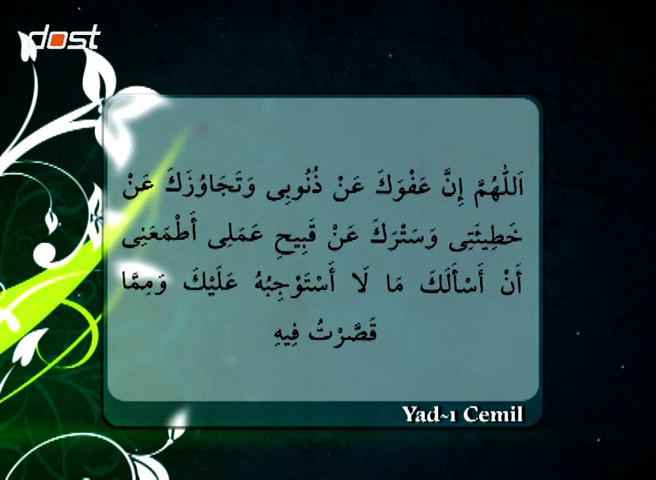 dost
اَللّٰهُمَّ إِنَّ عَفْوَكَ عَنْ ذُنُوبِى وَتَجَاوُزَكَ عَنْ
خَطِيئَتِى وَسَتْرَكَ عَنْ قَبِيحِ عَمَلِى أَطْمَعَنِى
أَنْ أَسْأَلَكَ مَا لَا أَسْتَوْجِبُهُ عَلَيْكَ وَمِمَّا
قَصَّرْتُ فِيهِ
Yad-ı Cemil